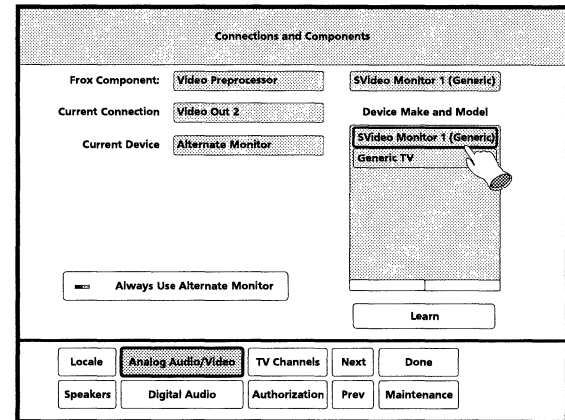 Connections and Components
Frox Component:
Video Preprocessor
SVideo Monitor 1 (Generic)
Current Connection
Video Out 2
Device Make and Model
Current Device
Alternate Monitor
SVideo Monitor 1 (Generic)
Generic TV
Always Use Alternate Monitor
Learn
Locale
Analog Audio/Video
TV Channels
Next
Done
Speakers
Digital Audio
Authorization
Prev
Maintenance